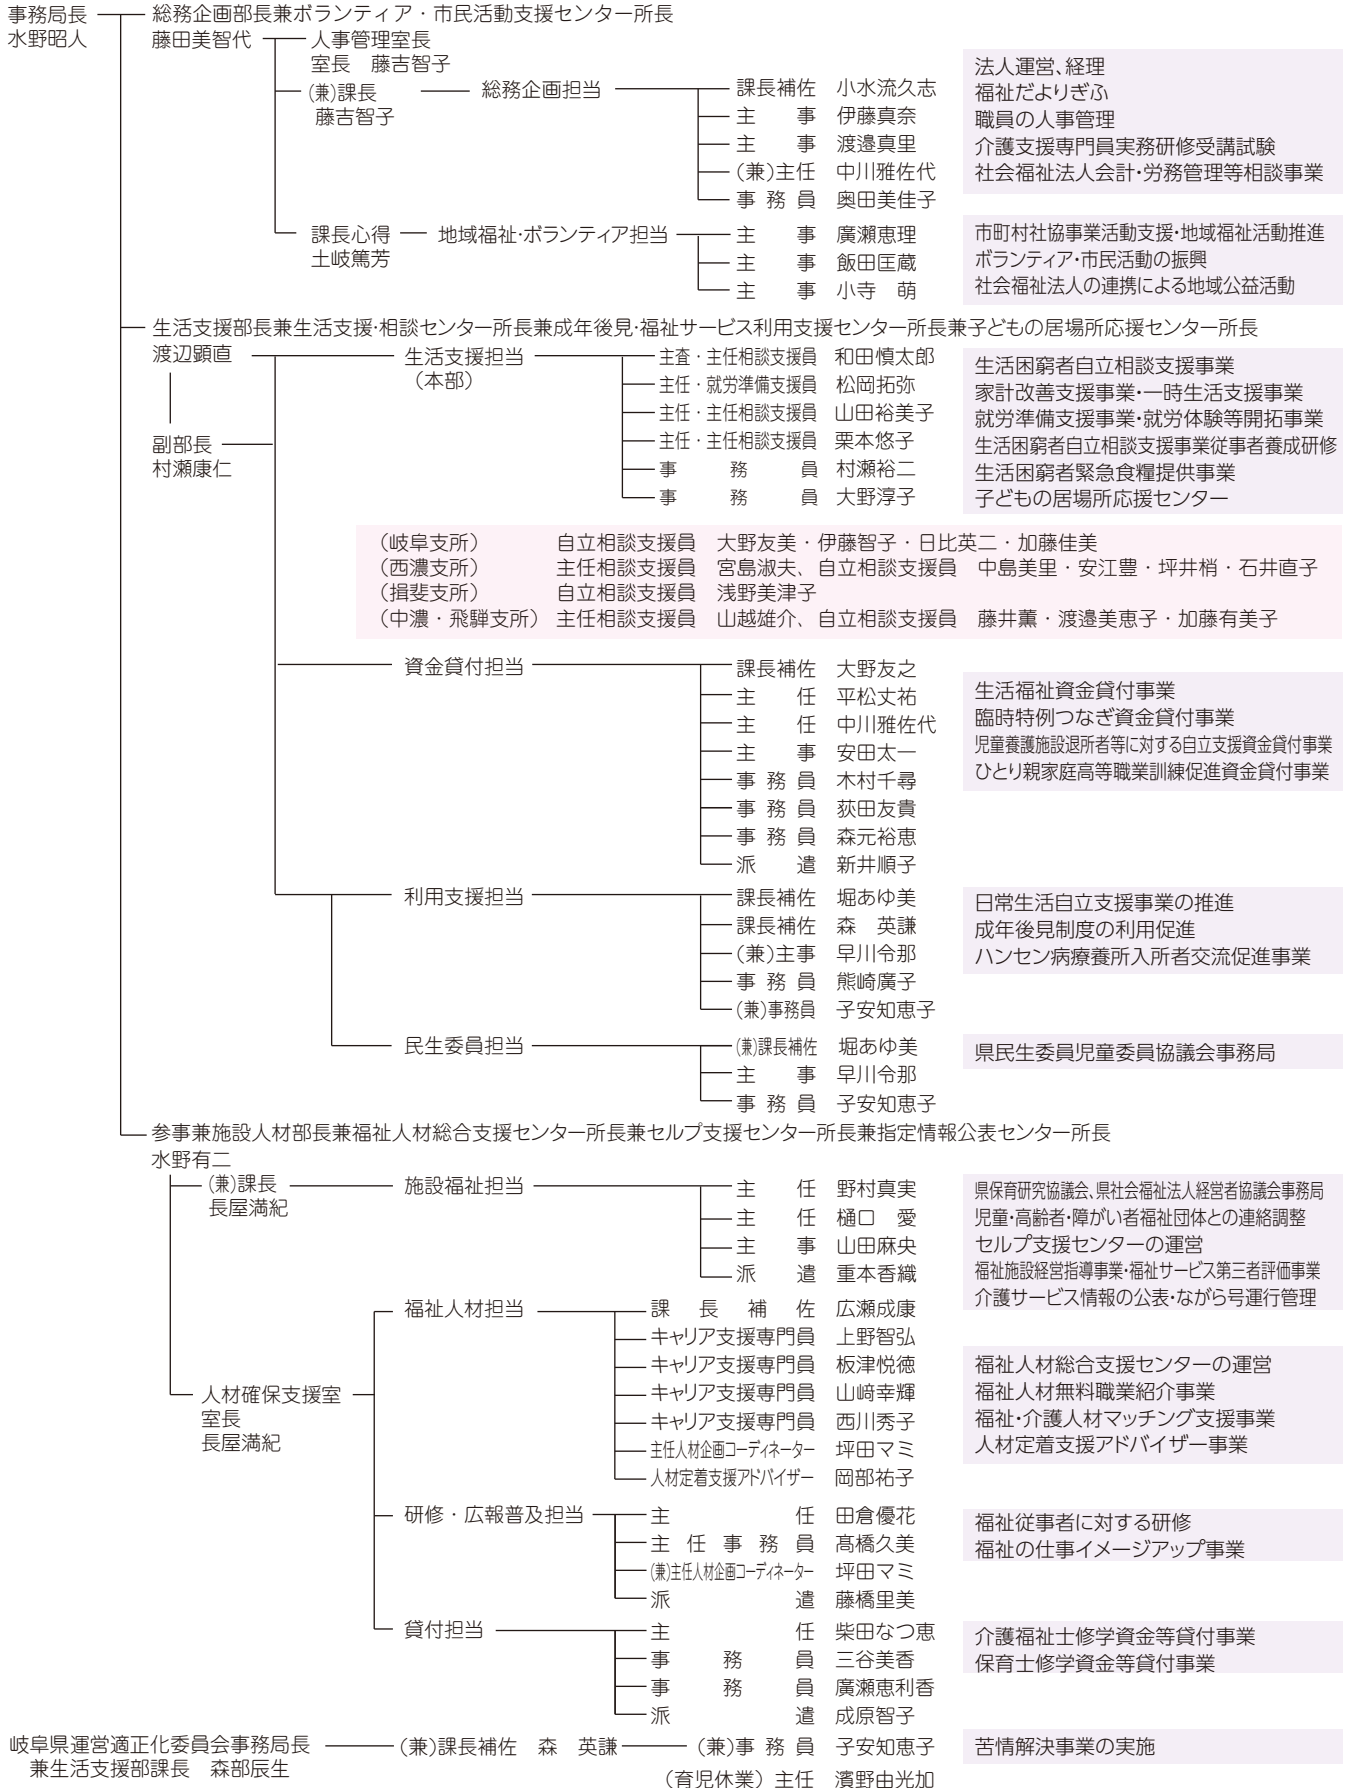 事務局長
水野昭人
総務企画部長兼ボランティア・市民活動支援センター所長
藤田美智代
人事管理室長
室長　藤吉智子
(兼)課長
藤吉智子
総務企画担当
課長補佐　小水流久志
主　　事　伊藤真奈
主　　事　渡邉真里
(兼)主任　中川雅佐代
事 務 員　奥田美佳子
法人運営、経理
福祉だよりぎふ
職員の人事管理
介護支援専門員実務研修受講試験
社会福祉法人会計・労務管理等相談事業
課長心得
土岐篤芳
地域福祉・ボランティア担当
主　　事　廣瀬恵理
主　　事　飯田匡蔵
主　　事　小寺　萌
市町村社協事業活動支援・地域福祉活動推進
ボランティア・市民活動の振興
社会福祉法人の連携による地域公益活動
生活支援部長兼生活支援・相談センター所長兼成年後見・福祉サービス利用支援センター所長兼子どもの居場所応援センター所長
渡辺顕直
副部長
村瀬康仁
生活支援担当
（本部）
主査・主任相談支援員　和田慎太郎
主任・就労準備支援員　松岡拓弥
主任・主任相談支援員　山田裕美子
主任・主任相談支援員　栗本悠子
事　　務　　員　村瀬裕二
事　　務　　員　大野淳子
生活困窮者自立相談支援事業
家計改善支援事業・一時生活支援事業
就労準備支援事業・就労体験等開拓事業
生活困窮者自立相談支援事業従事者養成研修
生活困窮者緊急食糧提供事業
子どもの居場所応援センター
（岐阜支所）　自立相談支援員　大野友美・伊藤智子・日比英二・加藤佳美
（西濃支所）　主任相談支援員　宮島淑夫、自立相談支援員　中島美里・安江豊・坪井梢・石井直子
（揖斐支所）　自立相談支援員　浅野美津子
（中濃・飛騨支所）　主任相談支援員　山越雄介、自立相談支援員　藤井薫・渡邉美恵子・加藤有美子
資金貸付担当
課長補佐　大野友之
主　　任　平松丈祐
主　　任　中川雅佐代
主　　事　安田太一
事 務 員　木村千尋
事 務 員　荻田友貴
事 務 員　森元裕恵
派　　遣　新井順子
生活福祉資金貸付事業
臨時特例つなぎ資金貸付事業
児童養護施設退所者等に対する自立支援資金貸付事業
ひとり親家庭高等職業訓練促進資金貸付事業
利用支援担当
課長補佐　堀あゆ美
課長補佐　森　英謙
(兼)主事　早川令那
事 務 員　熊崎廣子
(兼)事務員　子安知恵子
日常生活自立支援事業の推進
成年後見制度の利用促進
ハンセン病療養所入所者交流促進事業
民生委員担当
(兼)課長補佐　堀あゆ美
主　　事　早川令那
事 務 員　子安知恵子
県民生委員児童委員協議会事務局
参事兼施設人材部長兼福祉人材総合支援センター所長兼セルプ支援センター所長兼指定情報公表センター所長
水野有二
(兼)課長
長屋満紀
施設福祉担当
主　　任　野村真実
主　　任　樋口　愛
主　　事　山田麻央
派　　遣　重本香織
県保育研究協議会、県社会福祉法人経営者協議会事務局
児童・高齢者・障がい者福祉団体との連絡調整
セルプ支援センターの運営
福祉施設経営指導事業・福祉サービス第三者評価事業
介護サービス情報の公表・ながら号運行管理
人材確保支援室
室長
長屋満紀
福祉人材担当
課　長　補　佐　広瀬成康
キャリア支援専門員　上野智弘
キャリア支援専門員　板津悦徳
キャリア支援専門員　山﨑幸輝
キャリア支援専門員　西川秀子
主任人材企画コーディネーター　坪田マミ
人材定着支援アドバイザー　岡部祐子
福祉人材総合支援センターの運営
福祉人材無料職業紹介事業
福祉・介護人材マッチング支援事業
人材定着支援アドバイザー事業
研修・広報普及担当
主　　　　任　田倉優花
主 任 事 務 員　髙橋久美
(兼)主任人材企画コーディネーター　坪田マミ
派　　　　遣　藤橋里美
福祉従事者に対する研修
福祉の仕事イメージアップ事業
貸付担当
主　　　　任　柴田なつ恵
事　　務　　員　三谷美香
事　　務　　員　廣瀬恵利香
派　　　　遣　成原智子
介護福祉士修学資金等貸付事業
保育士修学資金等貸付事業
岐阜県運営適正化委員会事務局長
兼生活支援部課長　森部辰生
(兼)課長補佐　森　英謙
(兼)事 務 員　子安知恵子
苦情解決事業の実施
（育児休業）主任　濱野由光加